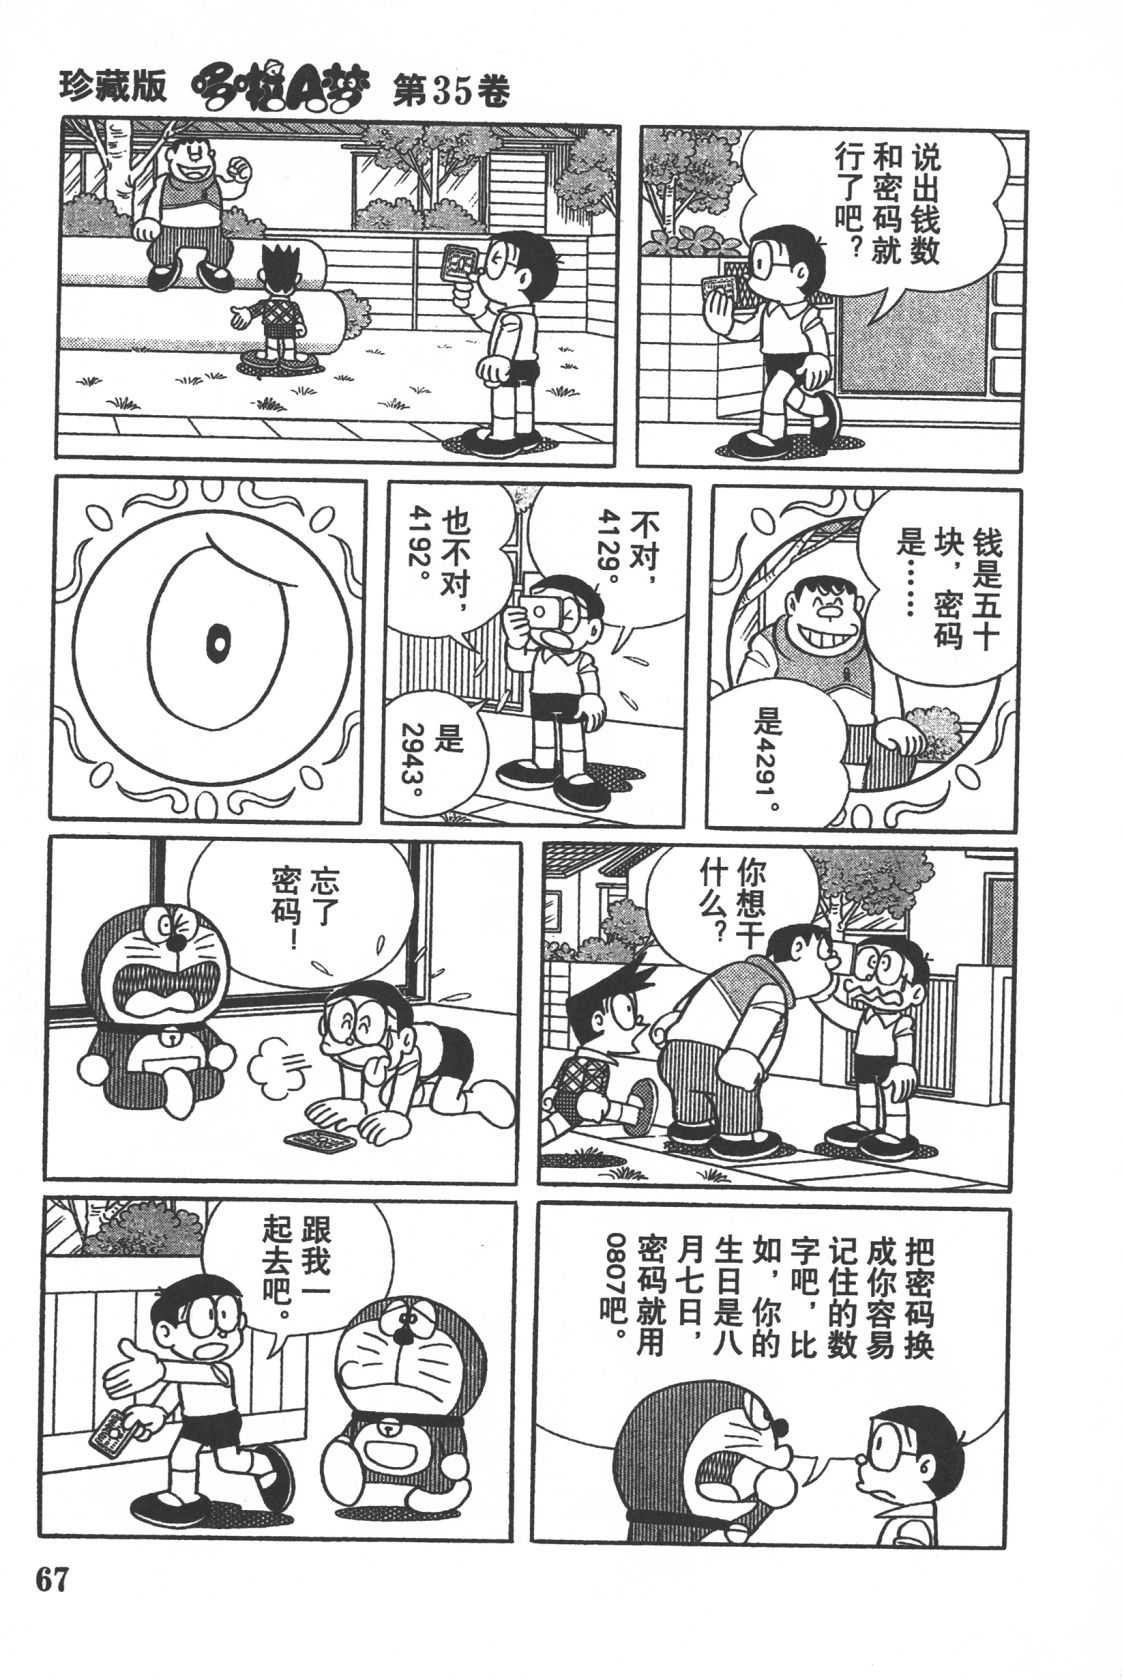 珍藏版 哆啦A梦 第35卷
说出钱数
和密码就
行了吧？
钱是五十
块，密码
是……
是4291。
不对，
4129。
也不对，
4192。
是
2943。
你想干
什么？
忘了
密码！
把密码换
成你容易
记住的数
字吧，比
如，你的
生日是八
月七日，
密码就用
0807吧。
跟我一
起去吧。
67